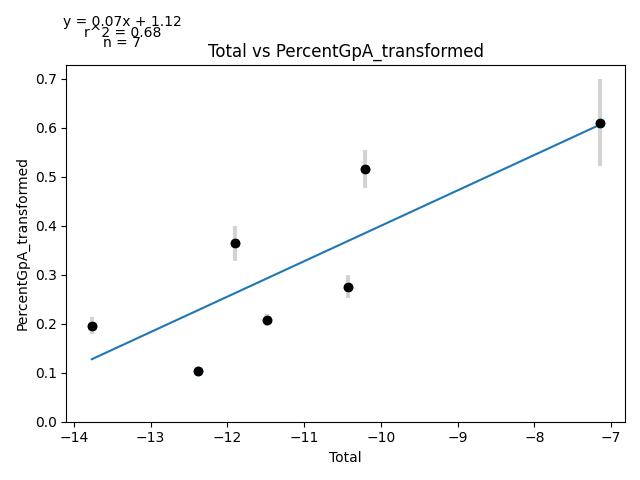 y = 0.07x + 1.12
r^2 = 0.68
n = 7
Total vs PercentGpA_transformed
PercentGpA_transformed
0.7
0.6
0.5
0.4
0.3
0.2
0.1
0.0
−14
−13
−12
−11
−10
−9
−8
−7
Total